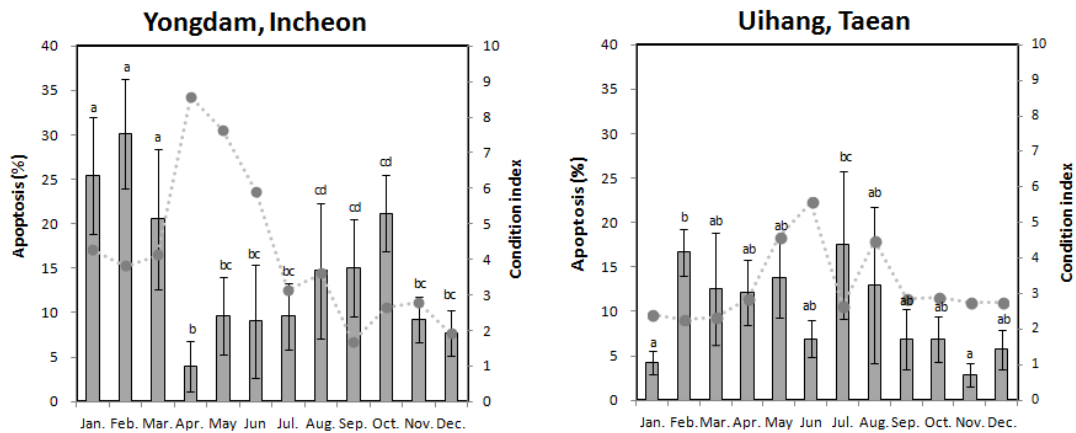 Yongdam, Incheon
40
35
30
25
20
15
10
5
0
Apoptosis (%)
10
9
8
7
6
5
4
3
2
1
0
Condition index
a
a
a
b
bc
bc
bc
cd
cd
cd
bc
bc
Jan. Feb. Mar. Apr. May Jun Jul. Aug. Sep. Oct. Nov. Dec.
Uihang, Taean
40
35
30
25
20
15
10
5
0
Apoptosis (%)
10
9
8
7
6
5
4
3
2
1
0
Condition index
a
b
ab
ab
ab
ab
bc
ab
ab
ab
a
ab
Jan. Feb. Mar. Apr. May Jun Jul. Aug. Sep. Oct. Nov. Dec.